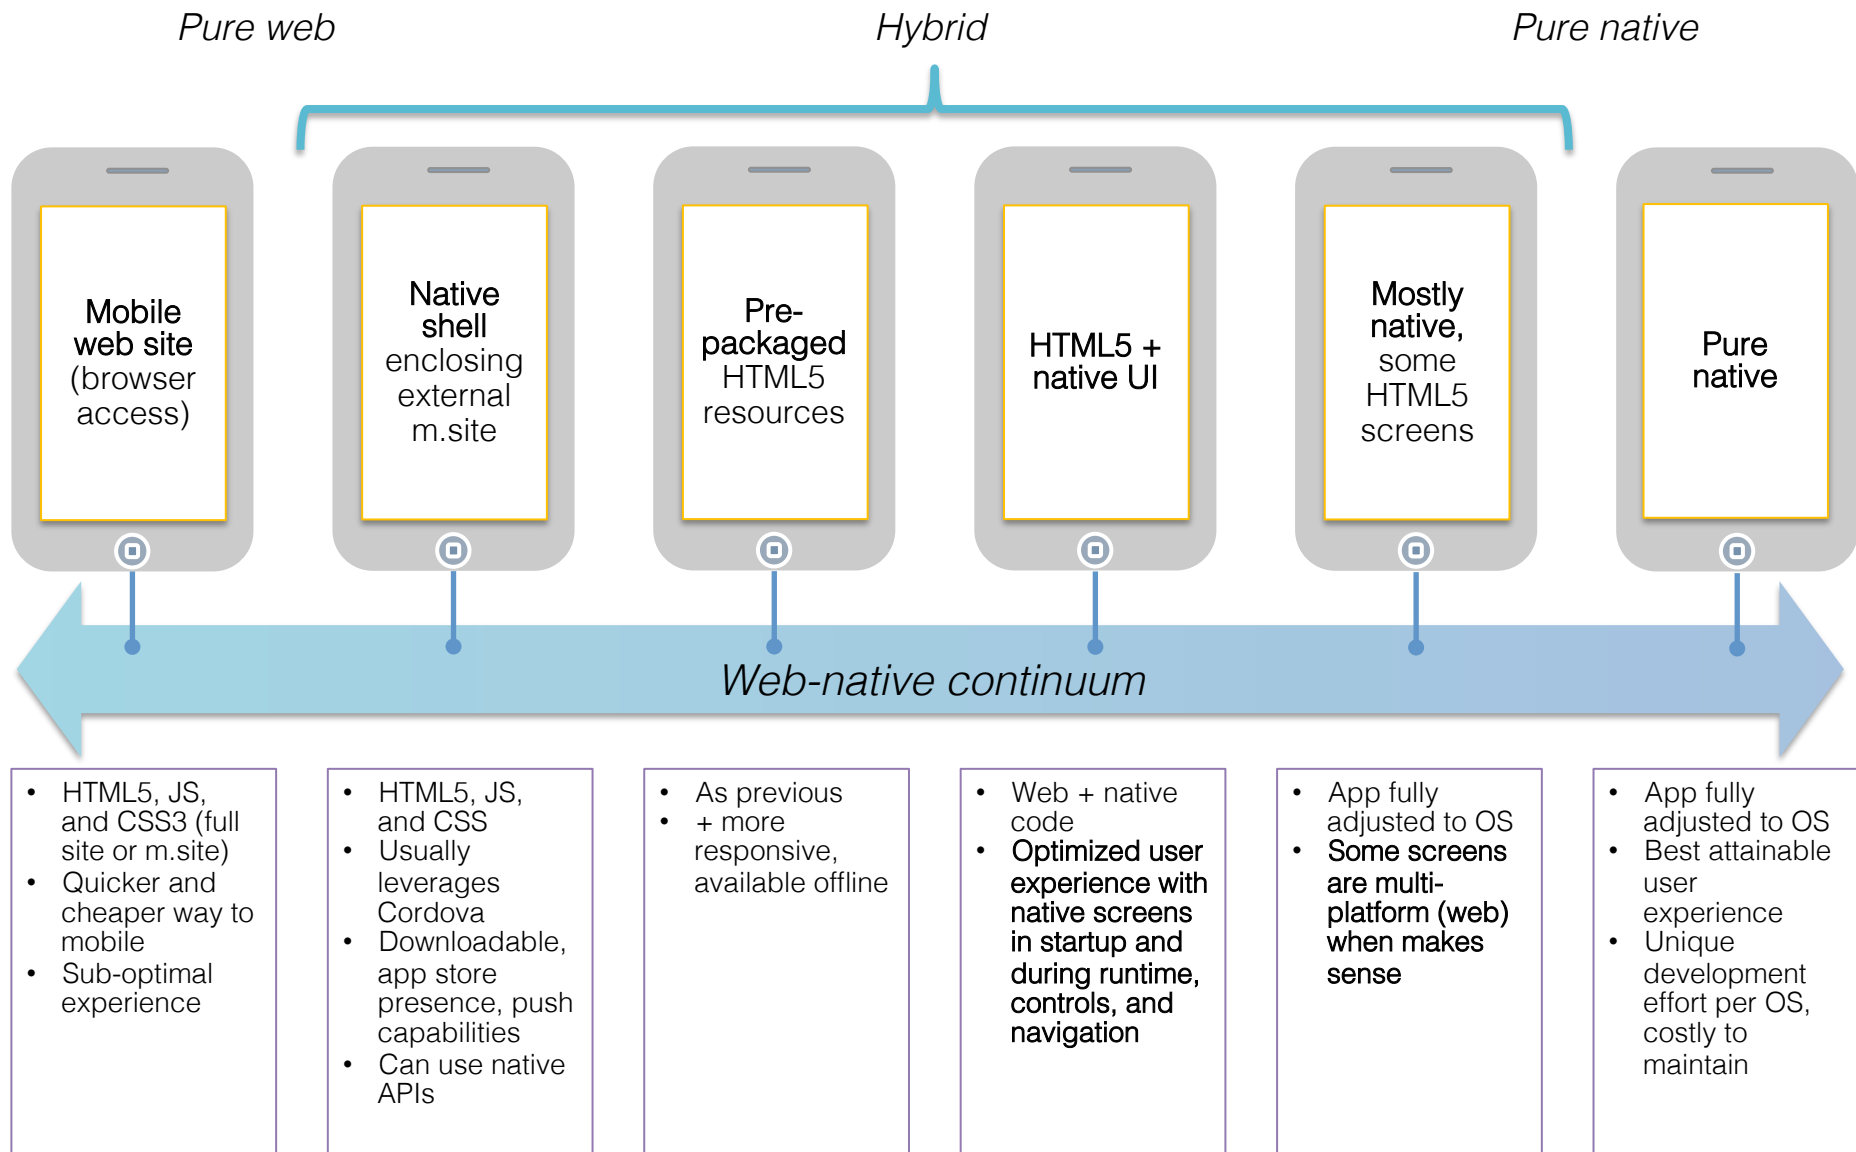 Pure web
Hybrid
Pure native
Mobile
web site
(browser
access)
Native
shell
enclosing
external
m.site
Pre-
packaged
HTML5
resources
HTML5 +
native UI
Mostly
native,
some
HTML5
screens
Pure
native
Web-native continuum
• HTML5, JS,
and CSS3 (full
site or m.site)
• Quicker and
cheaper way to
mobile
• Sub-optimal
experience
• HTML5, JS,
and CSS
• Usually
leverages
Cordova
• Downloadable,
app store
presence, push
capabilities
• Can use native
APIs
• As previous
• + more
responsive,
available offline
• Web + native
code
• Optimized user
experience with
native screens
in startup and
during runtime,
controls, and
navigation
• App fully
adjusted to OS
• Some screens
are multi-
platform (web)
when makes
sense
• App fully
adjusted to OS
• Best attainable
user
experience
• Unique
development
effort per OS,
costly to
maintain